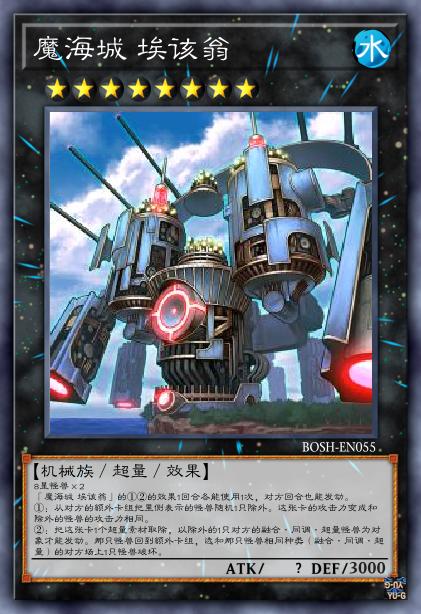 魔海城 埃该翁
水
BOSH-EN055
【机械族／超量／效果】
8星怪兽×2
「魔海城 埃该翁」的①②的效果1回合各能使用1次，对方回合也能发动。
①：从对方的额外卡组把里侧表示的怪兽随机1只除外。这张卡的攻击力变成和
除外的怪兽的攻击力相同。
②：把这张卡1个超量素材取除，以除外的1只对方的融合·同调·超量怪兽为对
象才能发动。那只怪兽回到额外卡组，选和那只怪兽相同种类（融合·同调·超
量）的对方场上1只怪兽破坏。
ATK/ ? DEF/3000